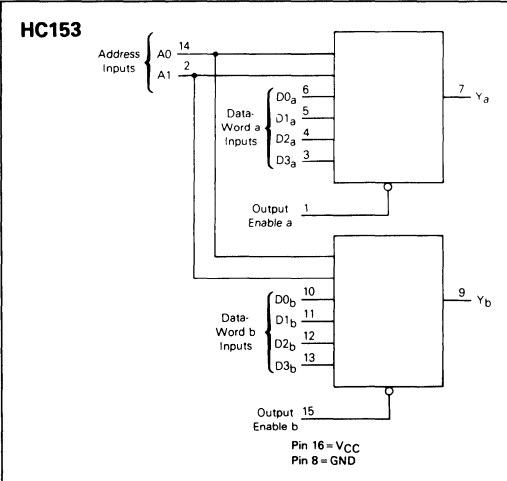 HC153
Address Inputs
A0 14
A1 2
Data-Word a Inputs
D0a 6
D1a 5
D2a 4
D3a 3
7 Ya
Output Enable a 1
Data-Word b Inputs
D0b 10
D1b 11
D2b 12
D3b 13
9 Yb
Output Enable b 15
Pin 16 = VCC
Pin 8 = GND